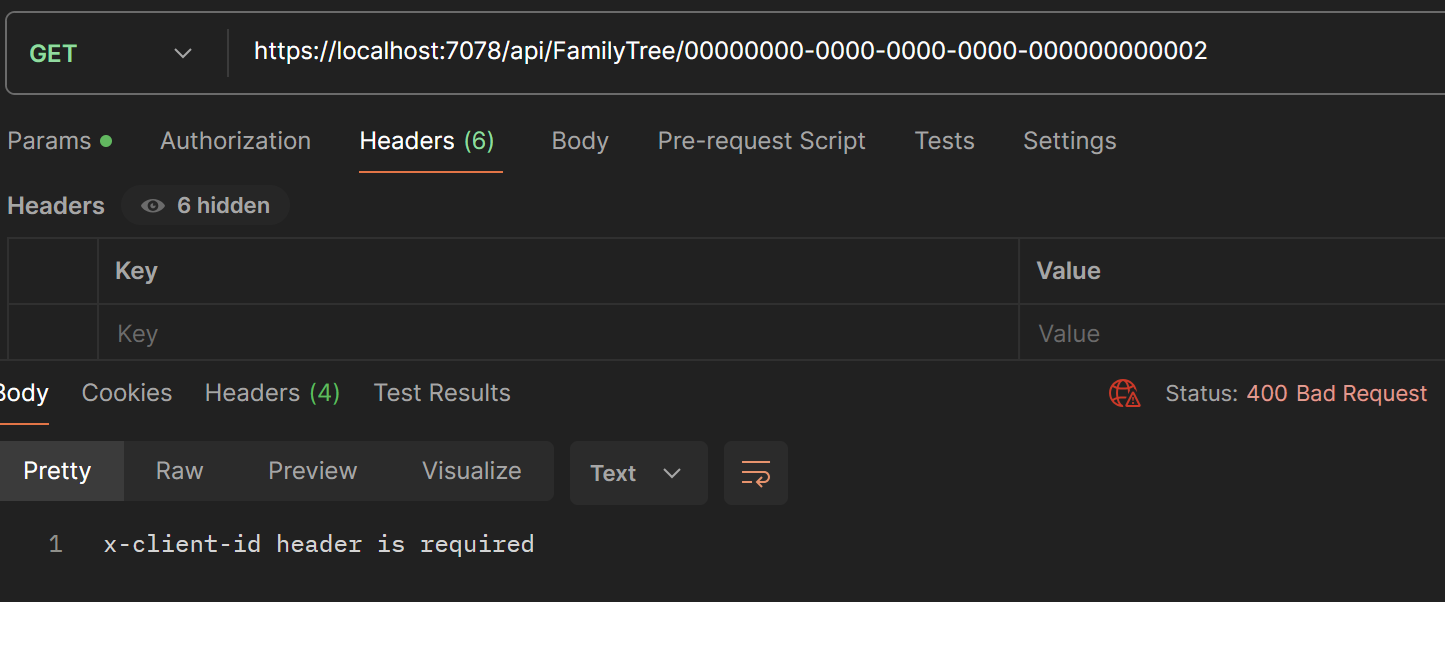 GET https://localhost:7078/api/FamilyTree/00000000-0000-0000-0000-000000000002
Params Authorization Headers (6) Body Pre-request Script Tests Settings
Headers 6 hidden
Key Value
Key Value
Body Cookies Headers (4) Test Results Status: 400 Bad Request
Pretty Raw Preview Visualize Text
1 x-client-id header is required